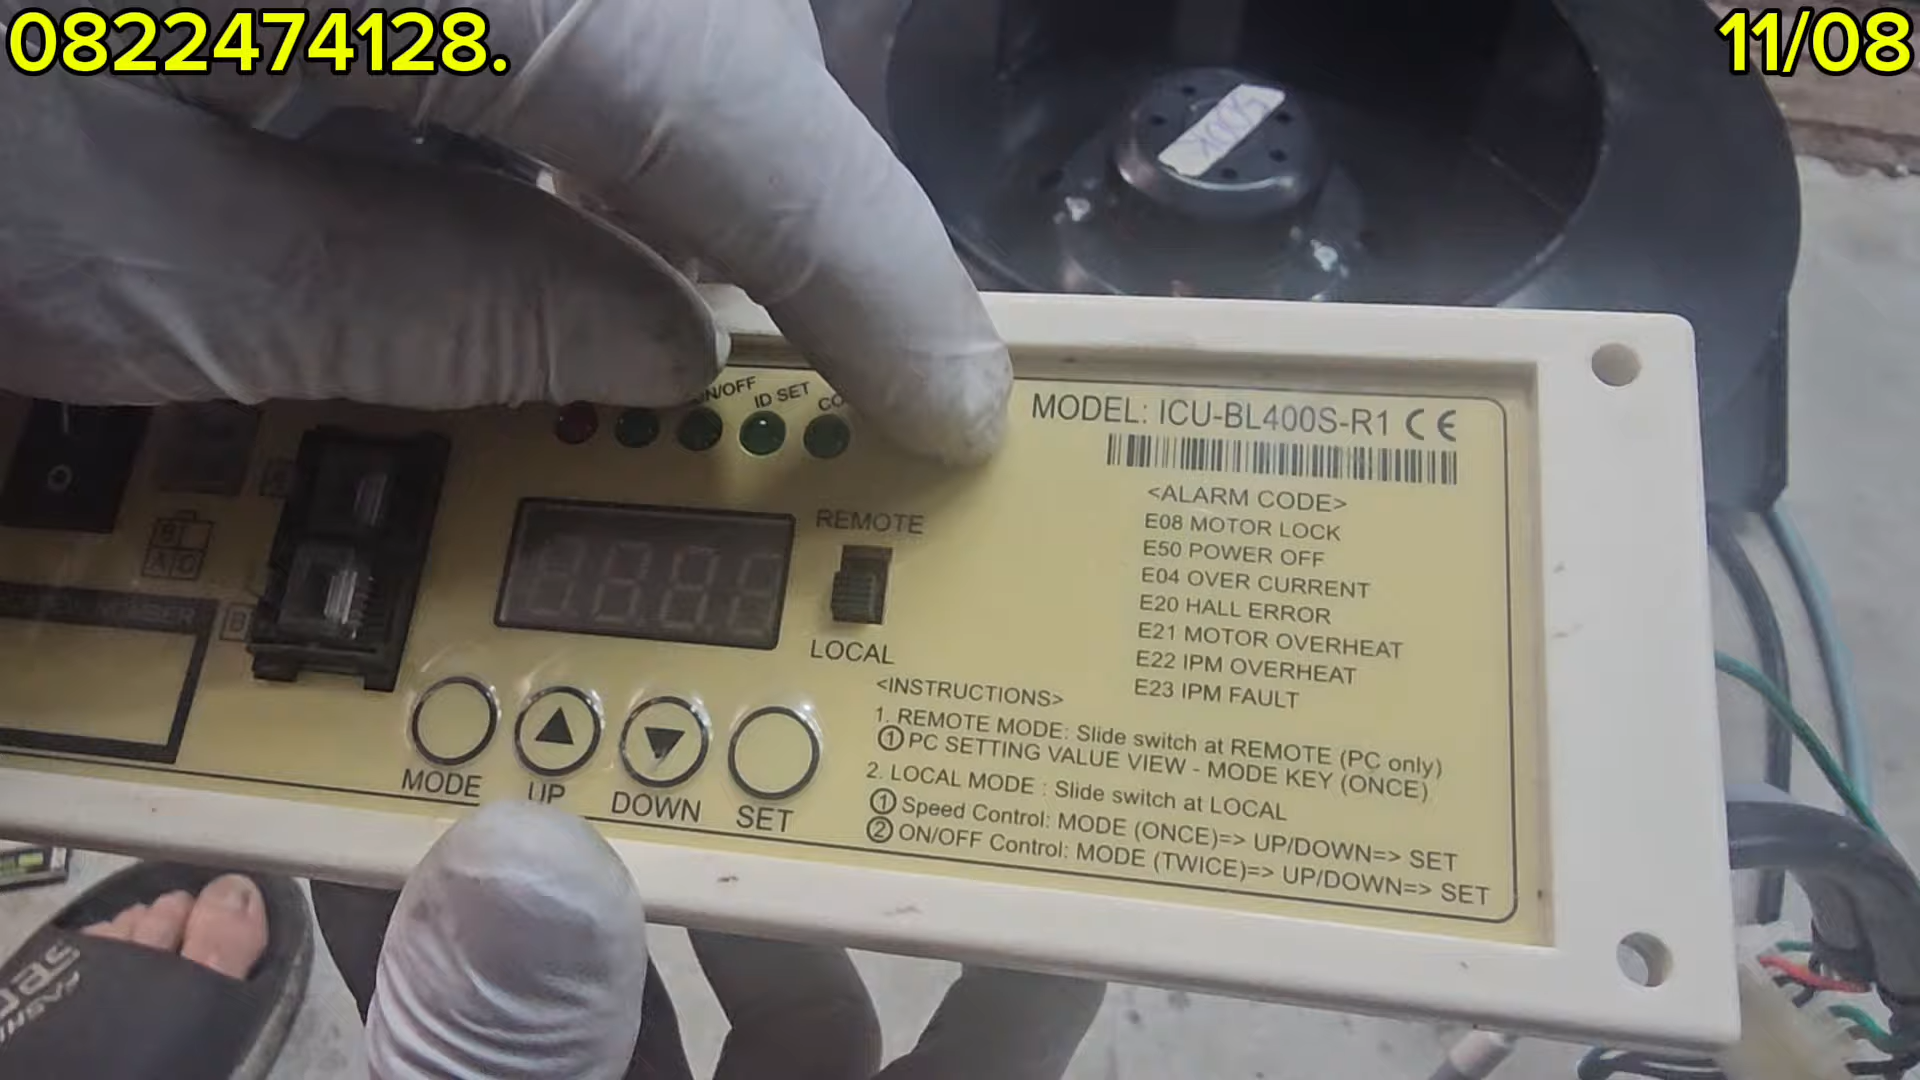 0822474128.
11/08
GOOK
N/OFF
ID SET
CO
MODEL: ICU-BL400S-R1 CE
<ALARM CODE>
E08 MOTOR LOCK
E50 POWER OFF
E04 OVER CURRENT
E20 HALL ERROR
E21 MOTOR OVERHEAT
E22 IPM OVERHEAT
E23 IPM FAULT
REMOTE
LOCAL
B
A C
NUMBER
B
MODE
UP
DOWN
SET
<INSTRUCTIONS>
1. REMOTE MODE: Slide switch at REMOTE (PC only)
① PC SETTING VALUE VIEW - MODE KEY (ONCE)
2. LOCAL MODE : Slide switch at LOCAL
① Speed Control: MODE (ONCE)=> UP/DOWN=> SET
② ON/OFF Control: MODE (TWICE)=> UP/DOWN=> SET